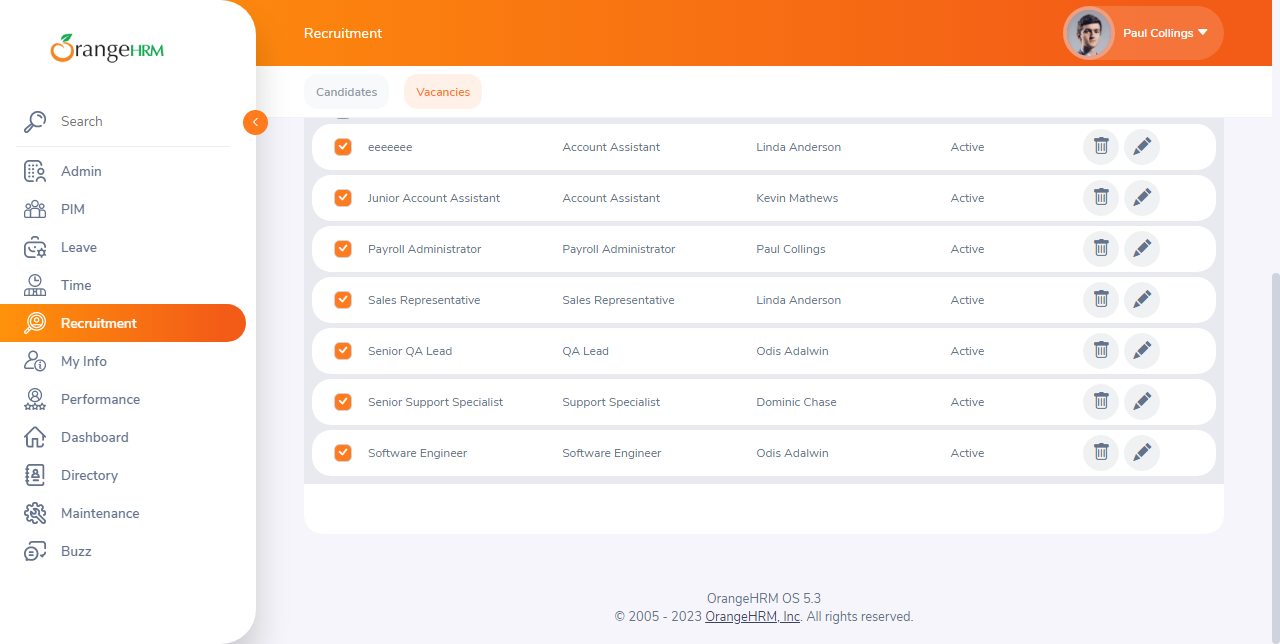 OrangeHRM
Recruitment
Paul Collings
Candidates
Vacancies
Search
Admin
PIM
Leave
Time
Recruitment
My Info
Performance
Dashboard
Directory
Maintenance
Buzz
eeeeeee Account Assistant Linda Anderson Active
Junior Account Assistant Account Assistant Kevin Mathews Active
Payroll Administrator Payroll Administrator Paul Collings Active
Sales Representative Sales Representative Linda Anderson Active
Senior QA Lead QA Lead Odis Adalwin Active
Senior Support Specialist Support Specialist Dominic Chase Active
Software Engineer Software Engineer Odis Adalwin Active
OrangeHRM OS 5.3
© 2005 - 2023 OrangeHRM, Inc. All rights reserved.